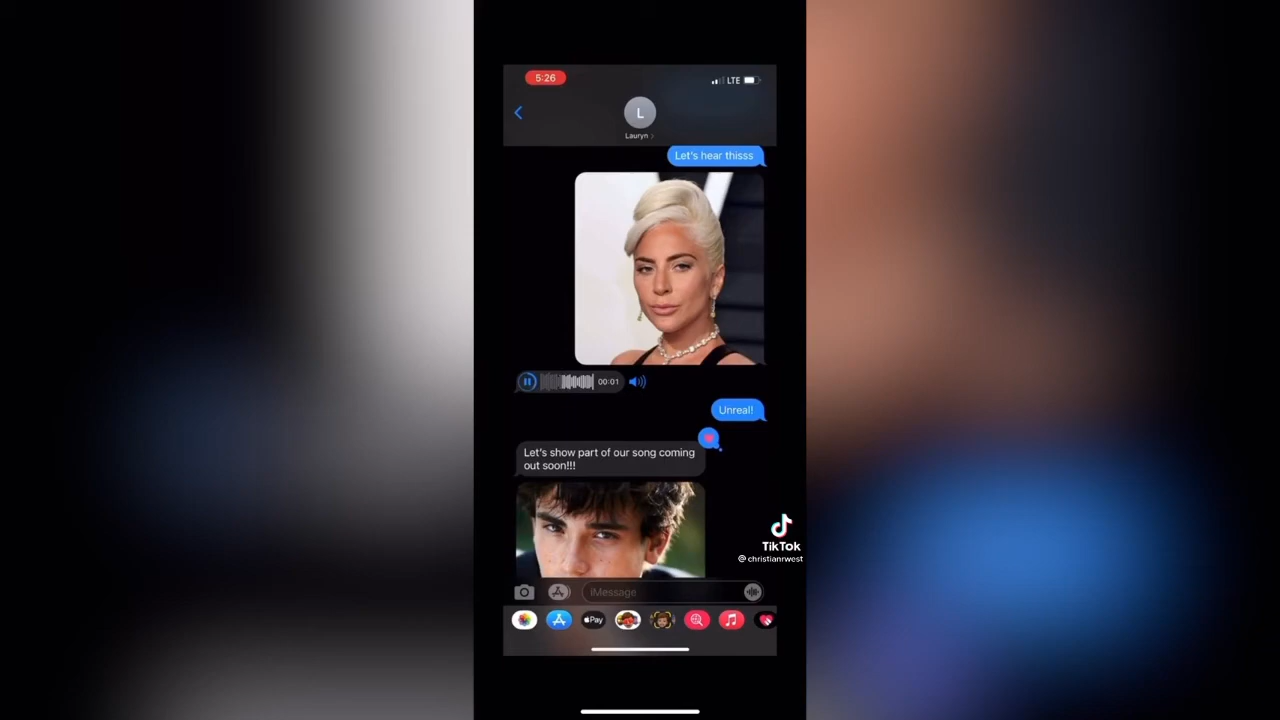 5:26
LTE
L
Lauryn
Let's hear thisss
00:01
Unreal!
Let's show part of our song coming
out soon!!!
TikTok
@christianrwest
iMessage
Pay